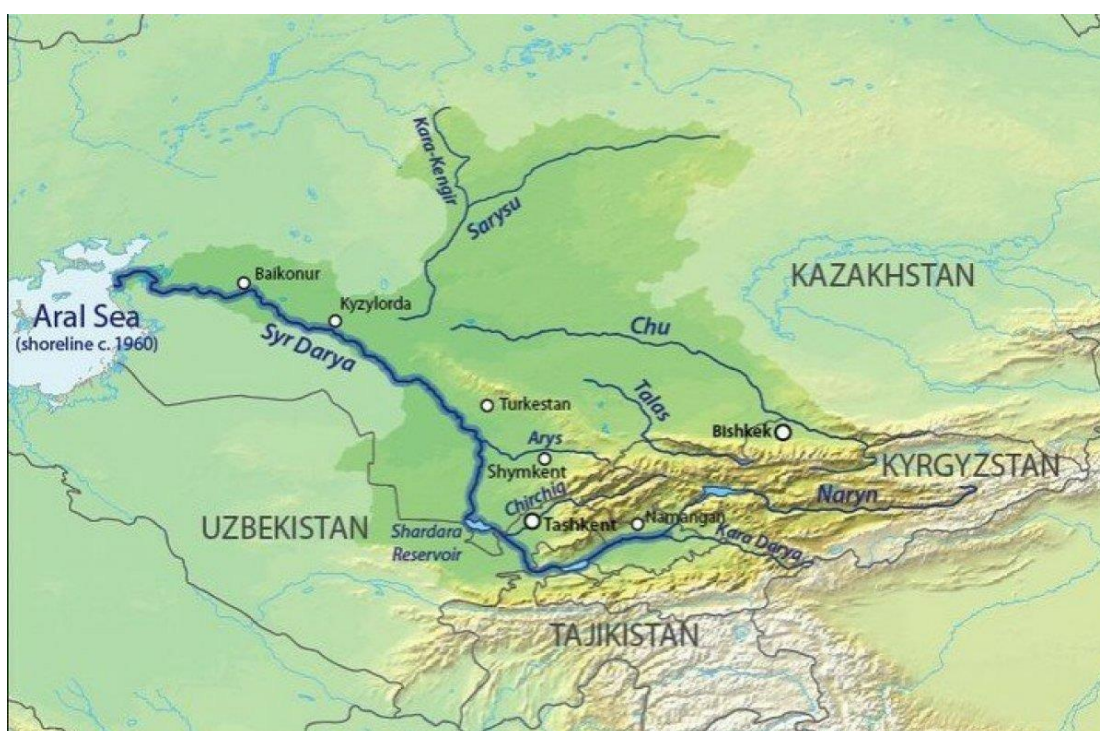 Kara-Kengir
Sarysu
Baikonur
KAZAKHSTAN
Kyzylorda
Aral Sea
(shoreline c. 1960)
Syr Darya
Chu
Talas
Turkestan
Bishkek
Arys
Shymkent
KYRGYZSTAN
Chirchig
Naryn
UZBEKISTAN
Shardara
Reservoir
Tashkent
Namangan
Kara Darya
TAJIKISTAN